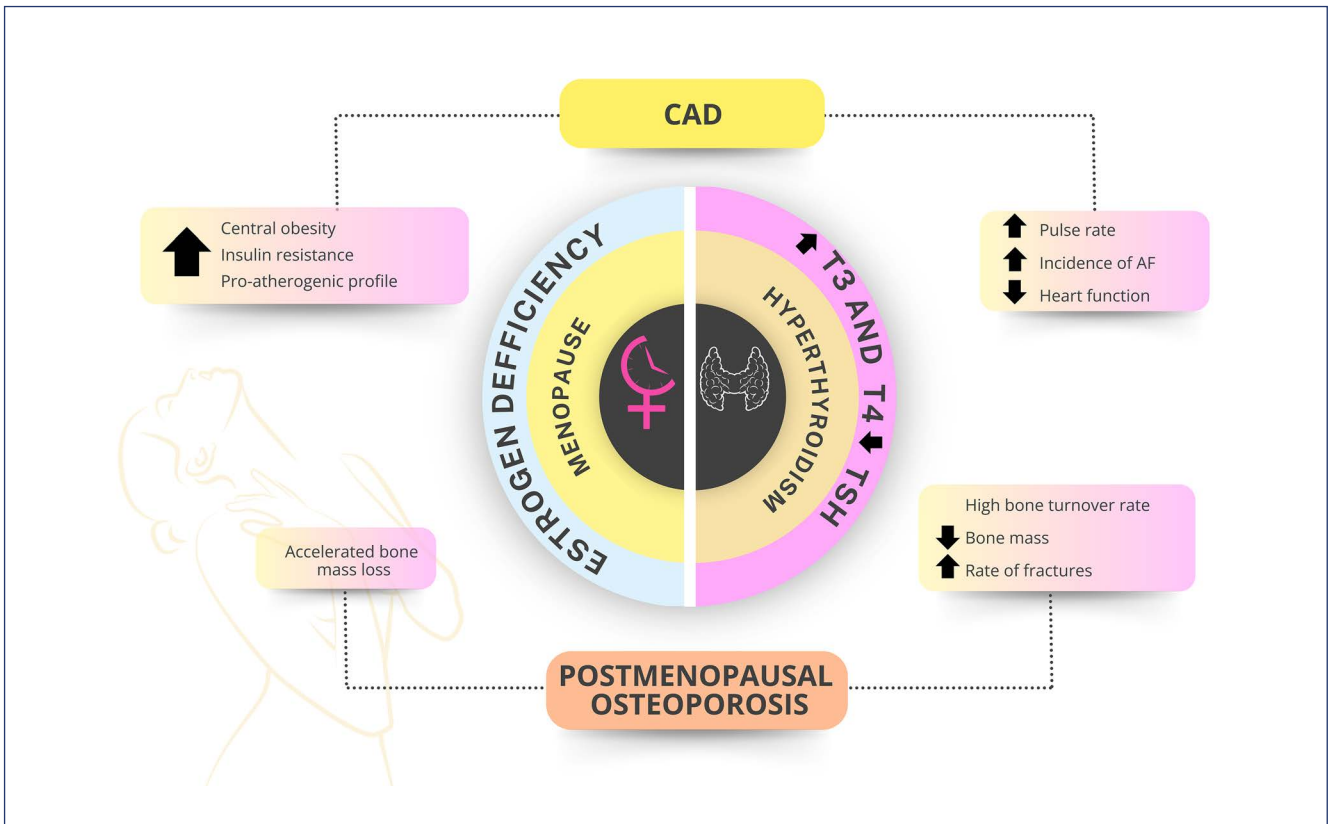 CAD
Central obesity
Insulin resistance
Pro-atherogenic profile
Pulse rate
Incidence of AF
Heart function
ESTROGEN DEFFICIENCY
MENOPAUSE
HYPERTHYROIDISM
T3 AND T4 TSH
Accelerated bone
mass loss
High bone turnover rate
Bone mass
Rate of fractures
POSTMENOPAUSAL
OSTEOPOROSIS